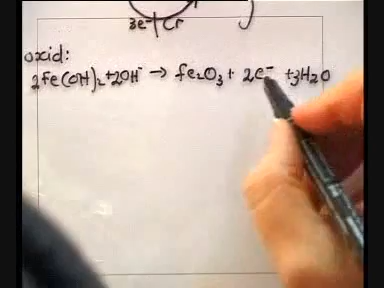 3e⁻ Cr
oxid:
2Fe(OH)₂ + 2OH⁻ → Fe₂O₃ + 2e⁻ + 3H₂O